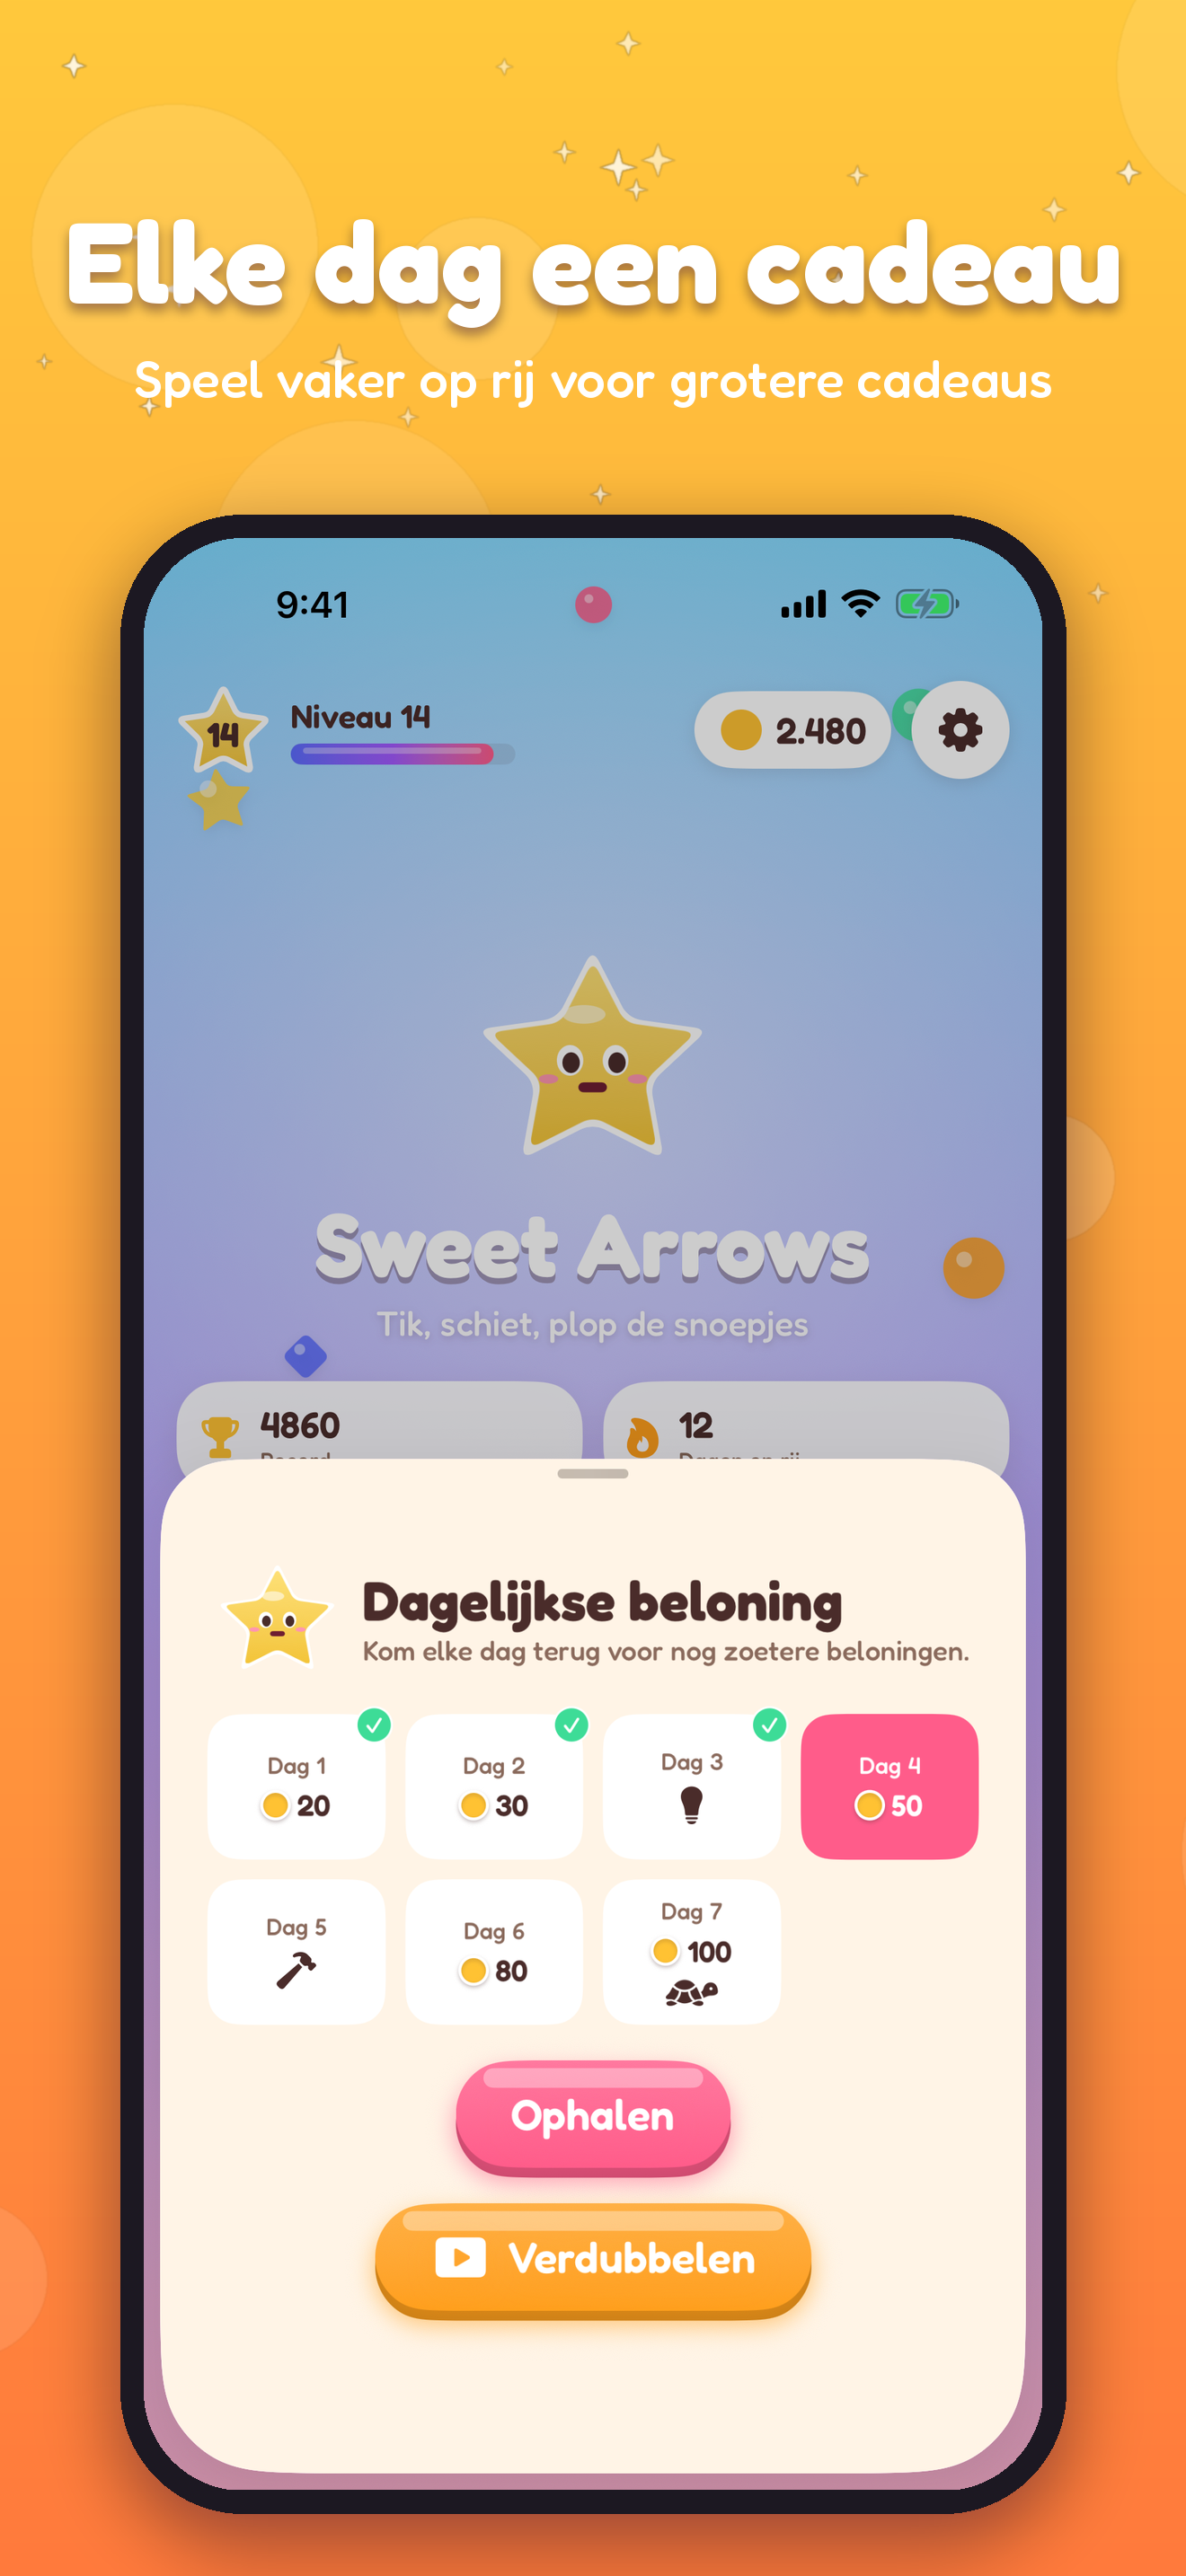 Elke dag een cadeau
Speel vaker op rij voor grotere cadeaus
9:41
14
Niveau 14
2.480
Sweet Arrows
Tik, schiet, plop de snoepjes
4860
12
Dagelijkse beloning
Kom elke dag terug voor nog zoetere beloningen.
Dag 1
20
Dag 2
30
Dag 3
Dag 4
50
Dag 5
Dag 6
80
Dag 7
100
Ophalen
Verdubbelen